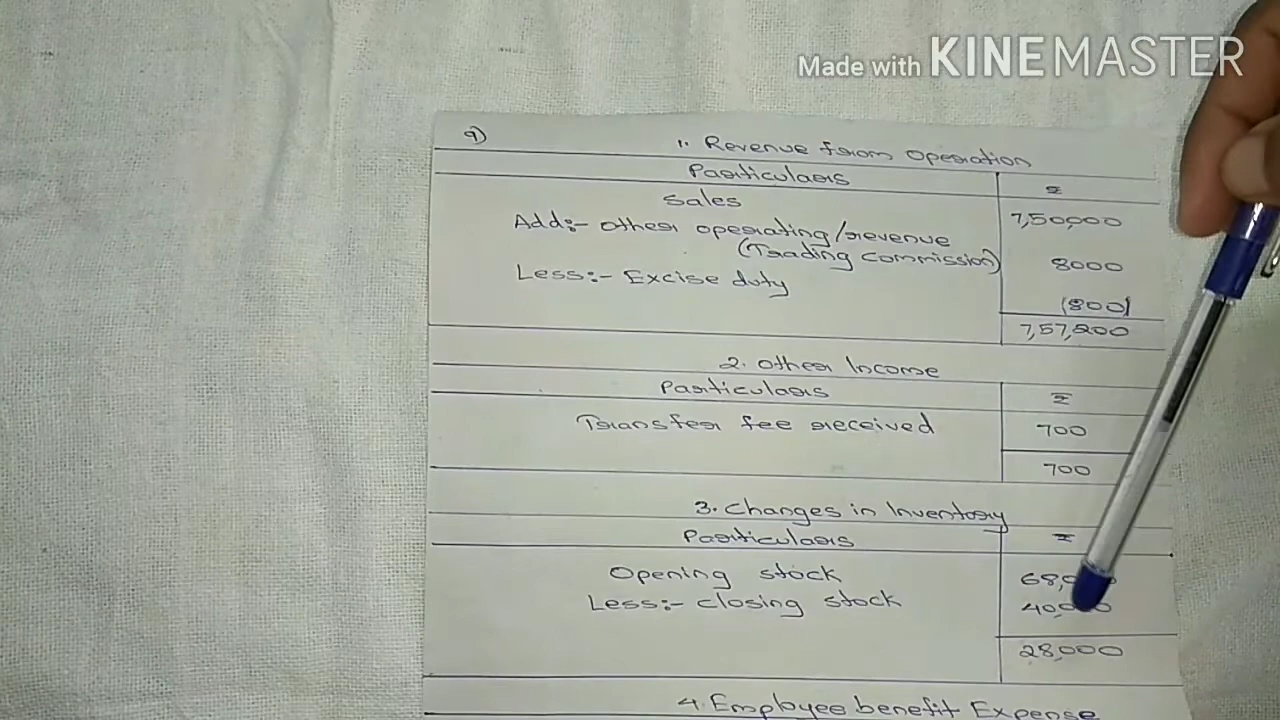 Made with KINEMASTER
9)
1. Revenue from operation
Particulars ₹
Sales 7,50,000
Add:- other operating/revenue
(Trading commission) 8000
Less:- Excise duty (800)
7,57,200
2. Other Income
Particulars ₹
Transfer fee received 700
700
3. Changes in Inventory
Particulars ₹
Opening stock
Less:- closing stock
28,000
4. Employee benefit Expense